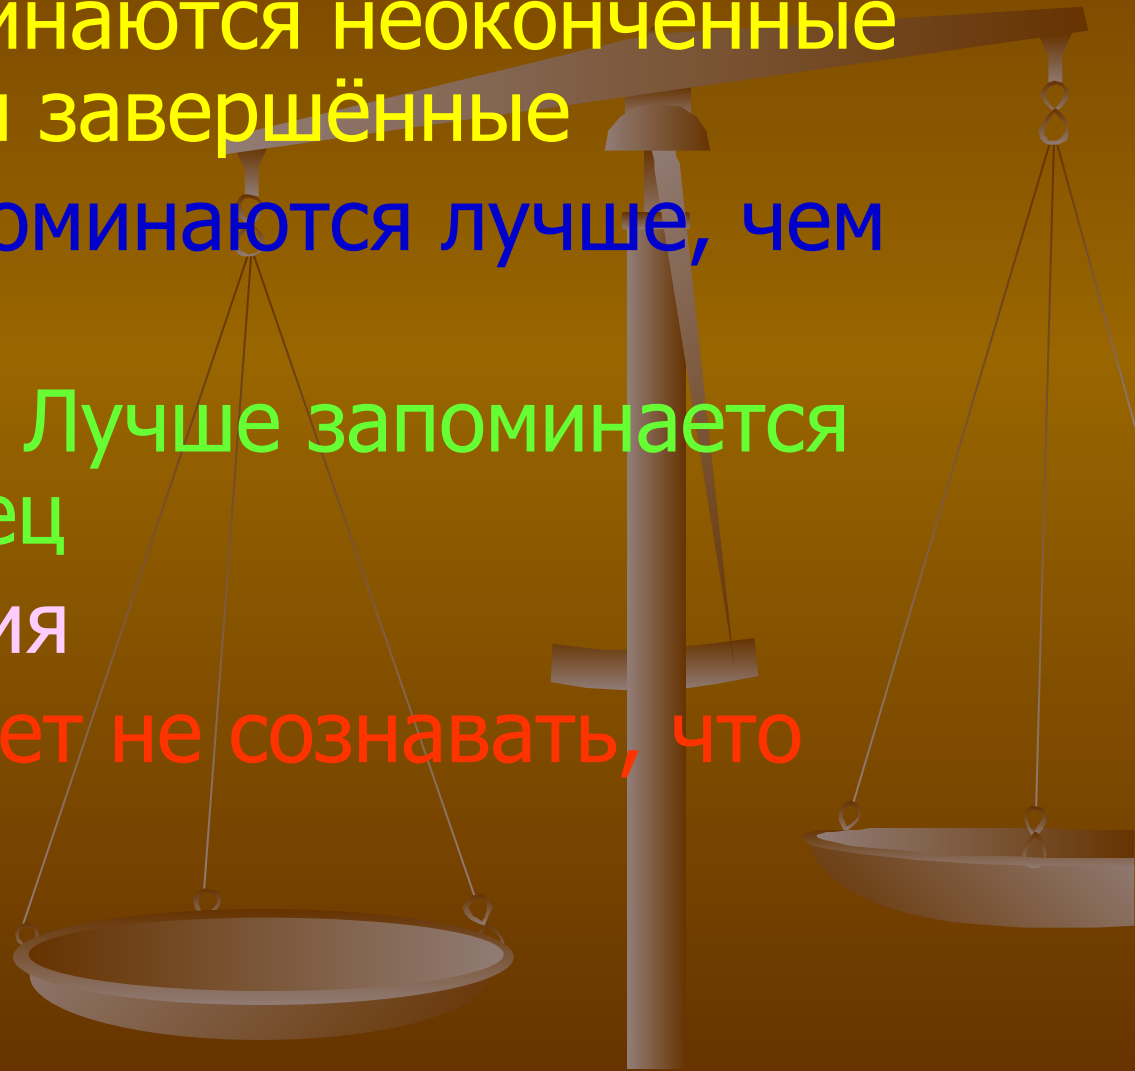 инаются неоконченные
и завершённые
оминаются лучше, чем
Лучше запоминается
ец
ия
ет не сознавать, что